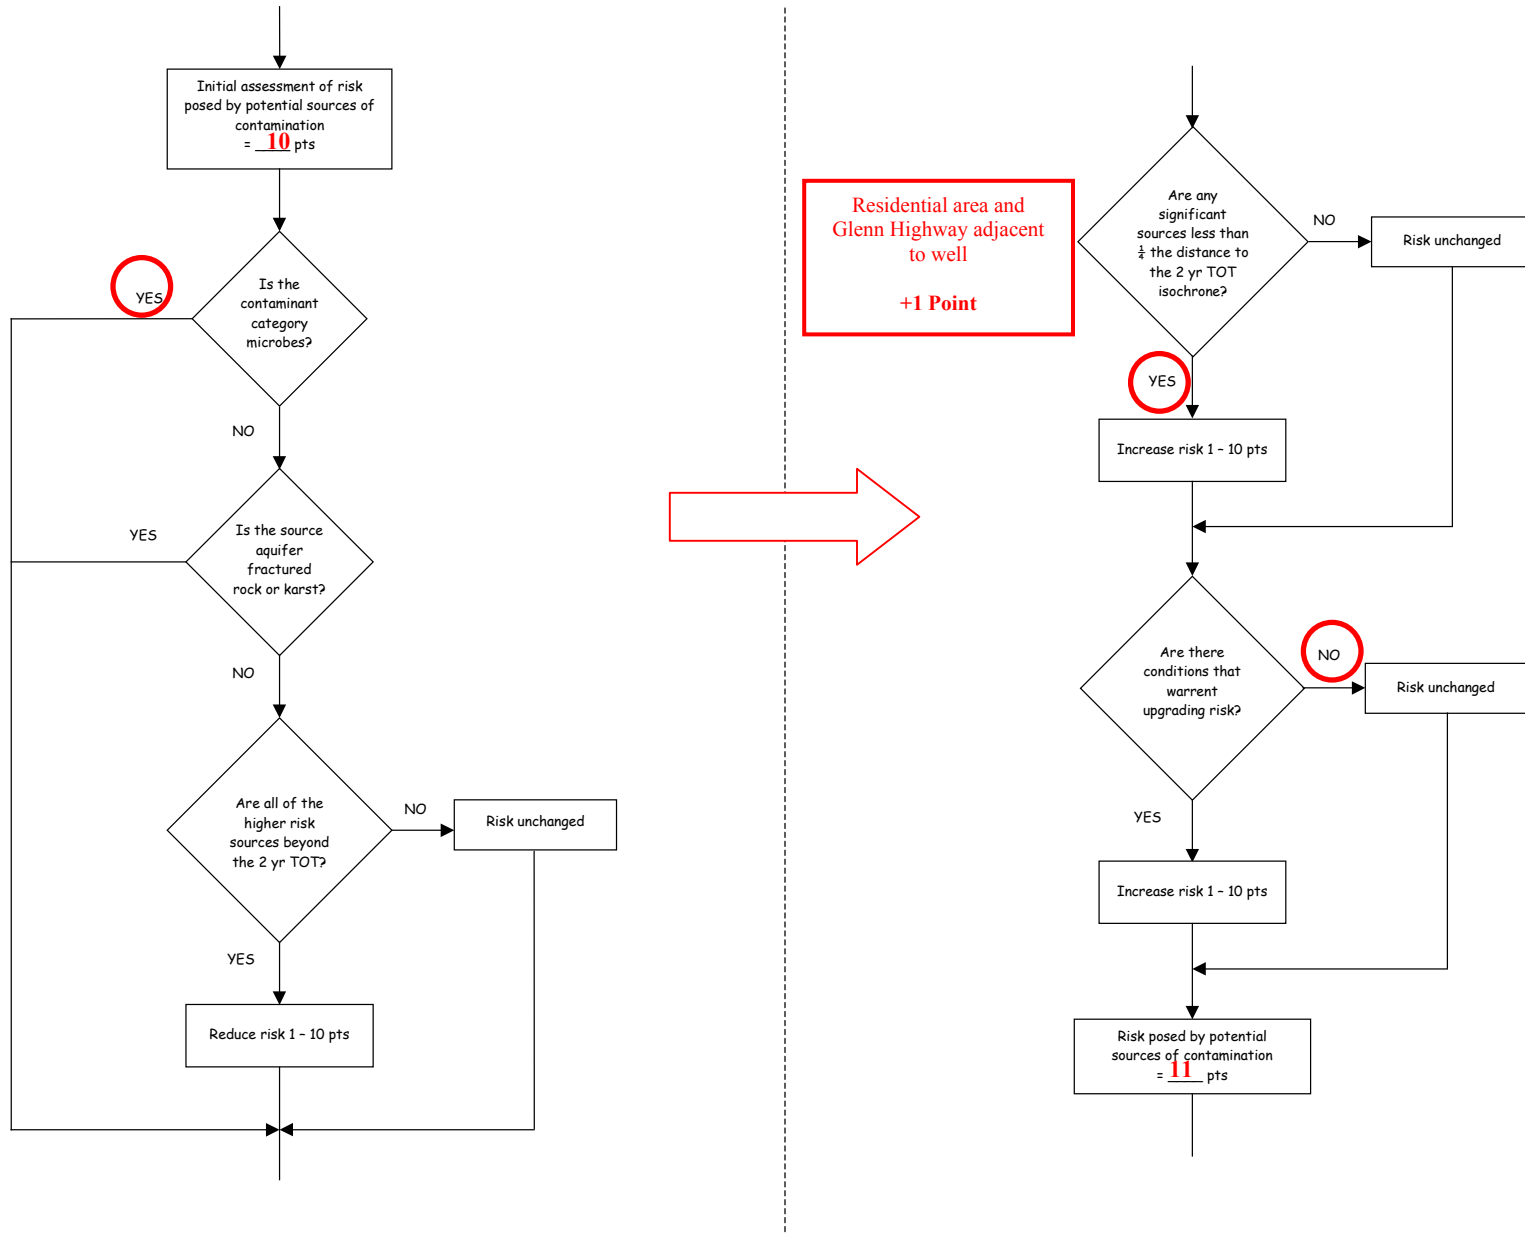 Initial assessment of risk
posed by potential sources of
contamination
= 10 pts
YES
Is the
contaminant
category
microbes?
NO
YES
Is the source
aquifer
fractured
rock or karst?
NO
Are all of the
higher risk
sources beyond
the 2 yr TOT?
NO
Risk unchanged
YES
Reduce risk 1 – 10 pts
Residential area and
Glenn Highway adjacent
to well
+1 Point
Are any
significant
sources less than
¼ the distance to
the 2 yr TOT
isochrone?
NO
Risk unchanged
YES
Increase risk 1 – 10 pts
Are there
conditions that
warrent
upgrading risk?
NO
Risk unchanged
YES
Increase risk 1 – 10 pts
Risk posed by potential
sources of contamination
= 11 pts